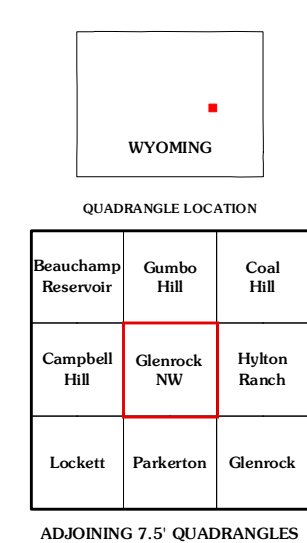 WYOMING
QUADRANGLE LOCATION
Beauchamp
Reservoir
Gumbo
Hill
Coal
Hill
Campbell
Hill
Glenrock
NW
Hylton
Ranch
Lockett
Parkerton
Glenrock
ADJOINING 7.5' QUADRANGLES